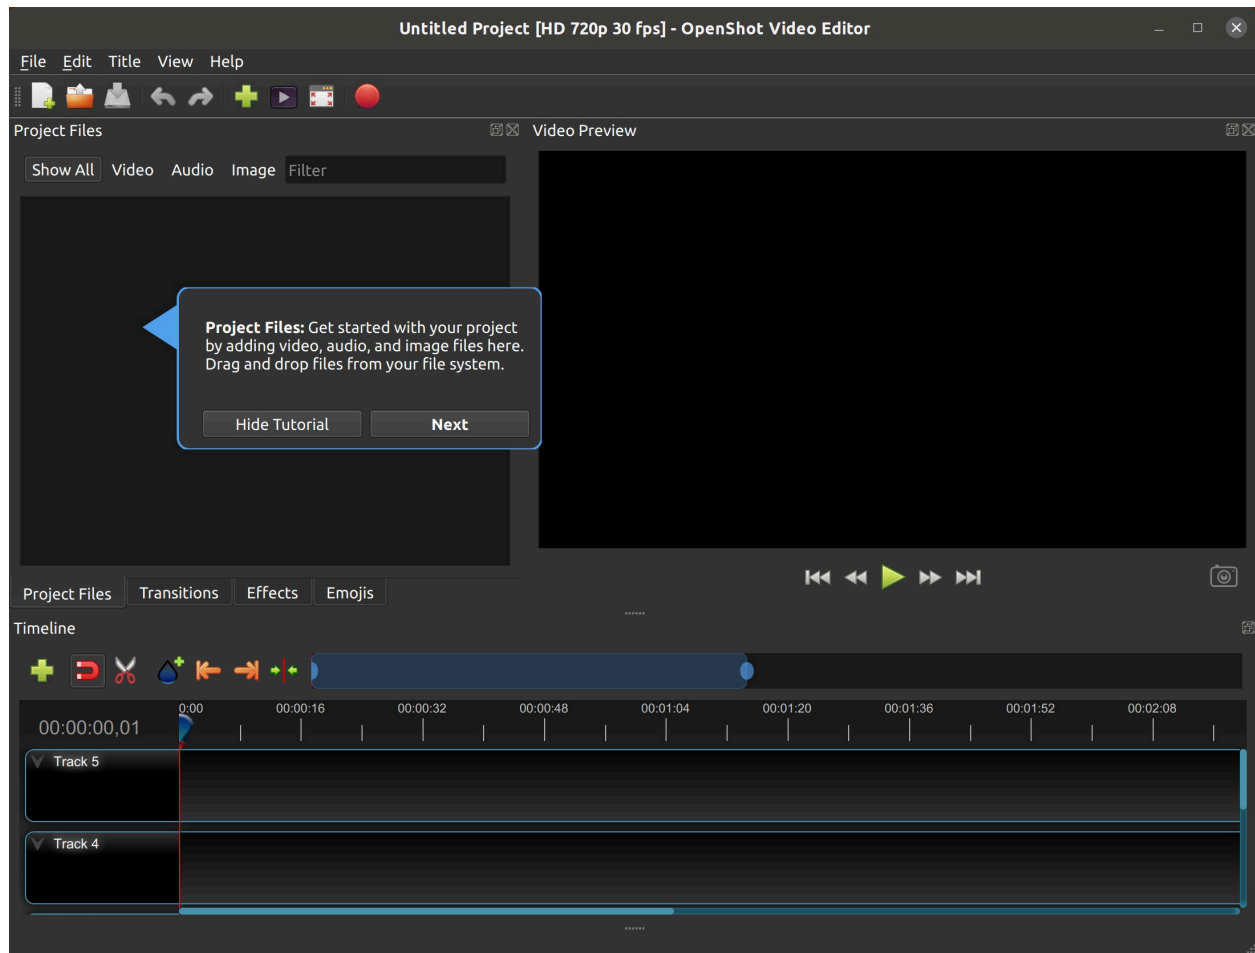 Untitled Project [HD 720p 30 fps] - OpenShot Video Editor
File Edit Title View Help
Project Files
Video Preview
Show All Video Audio Image Filter
Project Files: Get started with your project
by adding video, audio, and image files here.
Drag and drop files from your file system.
Hide Tutorial Next
Project Files Transitions Effects Emojis
Timeline
00:00:00,01
0:00 00:00:16 00:00:32 00:00:48 00:01:04 00:01:20 00:01:36 00:01:52 00:02:08
Track 5
Track 4